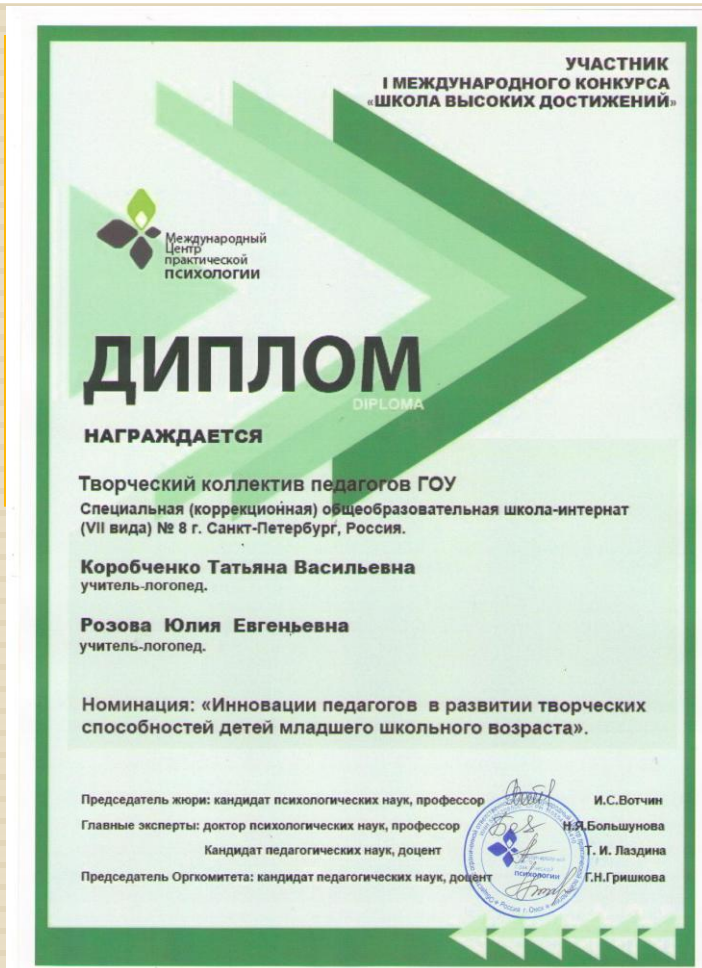 УЧАСТНИК
I МЕЖДУНАРОДНОГО КОНКУРСА
«ШКОЛА ВЫСОКИХ ДОСТИЖЕНИЙ»
Международный
Центр
практической
ПСИХОЛОГИИ
ДИПЛОМ
DIPLOMA
НАГРАЖДАЕТСЯ
Творческий коллектив педагогов ГОУ
Специальная (коррекционная) общеобразовательная школа-интернат
(VII вида) № 8 г. Санкт-Петербург, Россия.
Коробченко Татьяна Васильевна
учитель-логопед.
Розова Юлия Евгеньевна
учитель-логопед.
Номинация: «Инновации педагогов в развитии творческих
способностей детей младшего школьного возраста».
Председатель жюри: кандидат психологических наук, профессор И.С.Вотчин
Главные эксперты: доктор психологических наук, профессор Н.Я.Большунова
Кандидат педагогических наук, доцент Т. И. Лаздина
Председатель Оргкомитета: кандидат педагогических наук, доцент Г.Н.Гришкова
психологии
Россия г. Омск